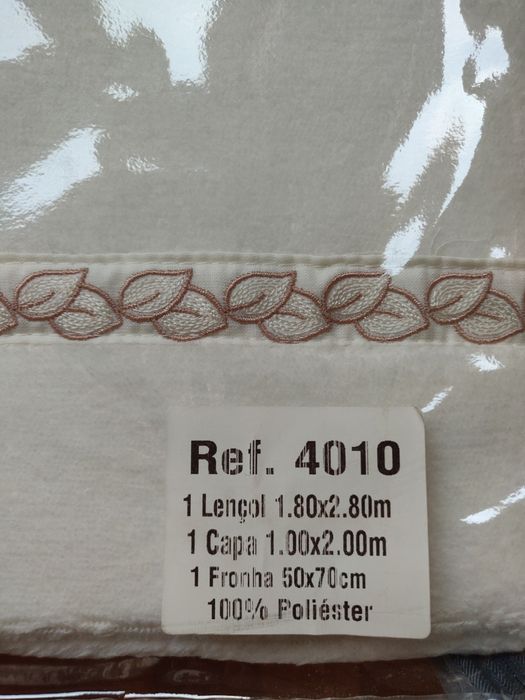 Ref. 4010
1 Lençol 1.80x2.80m
1 Capa 1.00x2.00m
1 Fronha 50x70cm
100% Poliéster